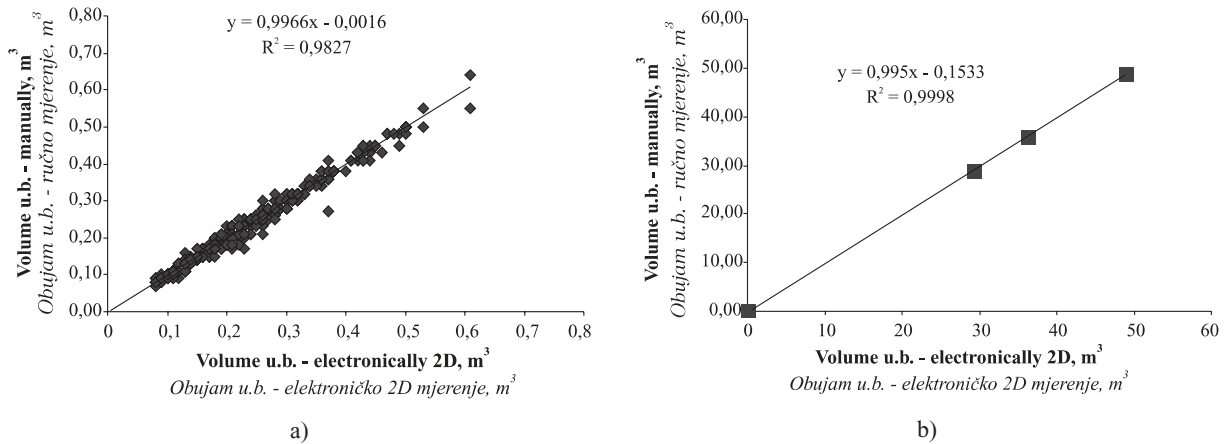 0,80
0,70
0,60
0,50
0,40
0,30
0,20
0,10
0,00
Volume u.b. - manually, m³
Obujam u.b. - ručno mjerenje, m³
y = 0,9966x - 0,0016
R² = 0,9827
0 0,1 0,2 0,3 0,4 0,5 0,6 0,7 0,8
Volume u.b. - electronically 2D, m³
Obujam u.b. - elektroničko 2D mjerenje, m³
a)
60,00
50,00
40,00
30,00
20,00
10,00
0,00
Volume u.b. - manually, m³
Obujam u.b. - ručno mjerenje, m³
y = 0,995x - 0,1533
R² = 0,9998
0 10 20 30 40 50 60
Volume u.b. - electronically 2D, m³
Obujam u.b. - elektroničko 2D mjerenje, m³
b)